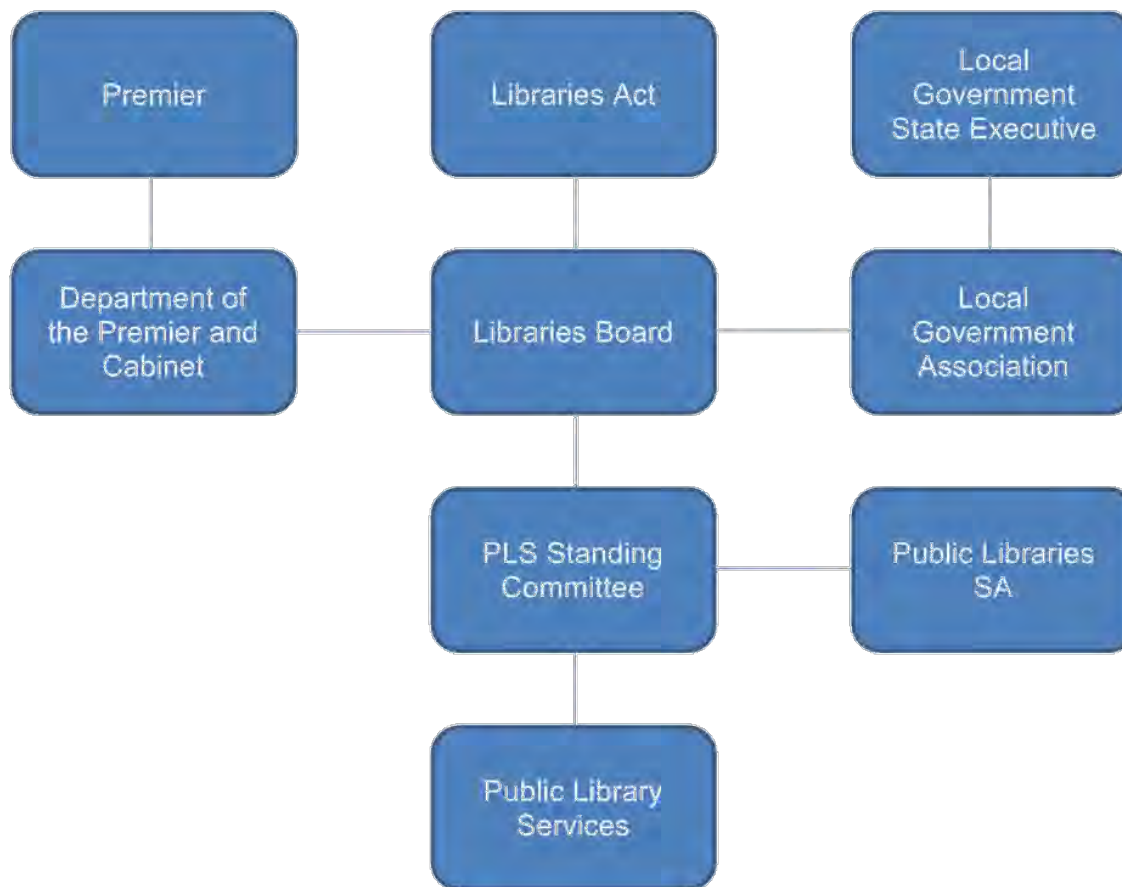 Premier
Libraries Act
Local
Government
State Executive
Department of
the Premier and
Cabinet
Libraries Board
Local
Government
Association
PLS Standing
Committee
Public Libraries
SA
Public Library
Services